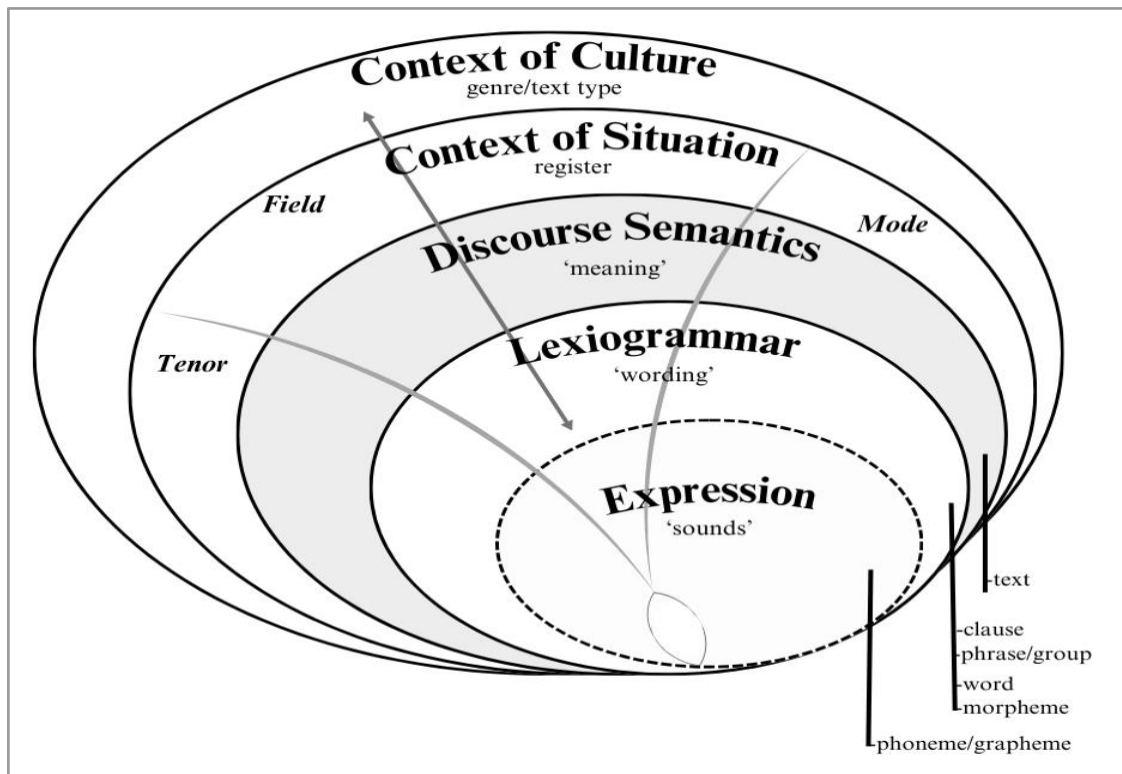 Context of Culture
genre/text type
Context of Situation
register
Field
Mode
Discourse Semantics
‘meaning’
Lexiogrammar
‘wording’
Tenor
Expression
‘sounds’
-text
-clause
-phrase/group
-word
-morpheme
-phoneme/grapheme